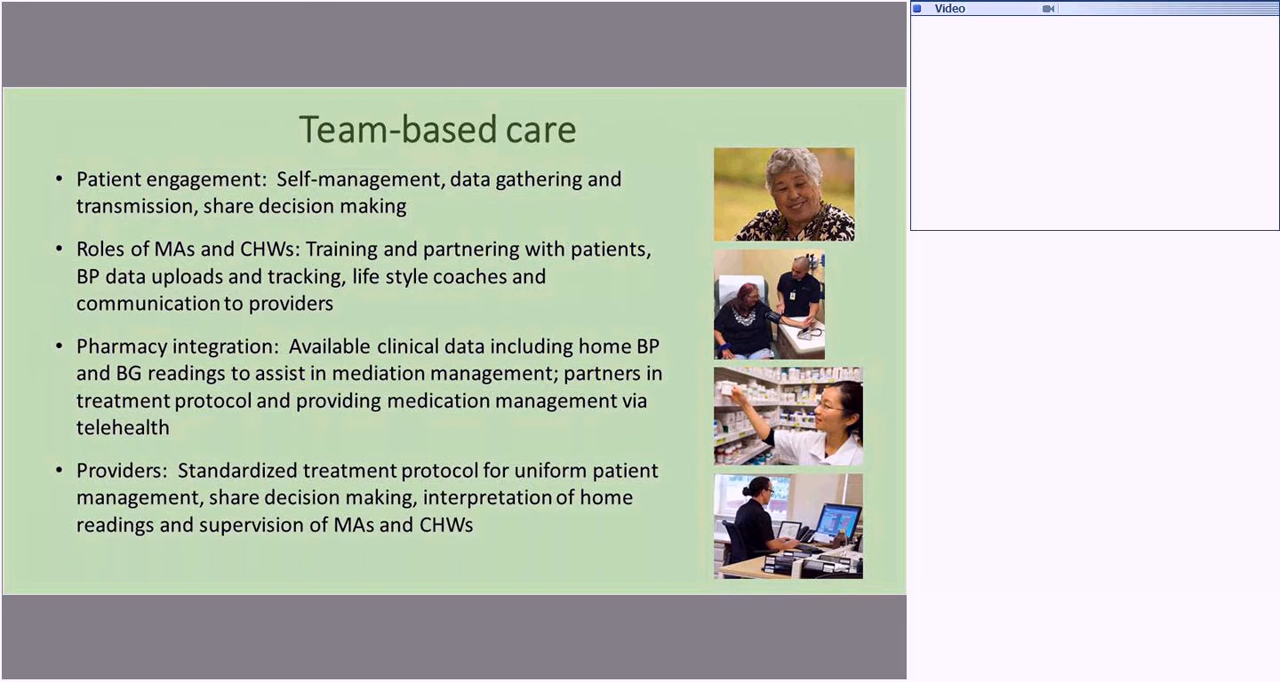 Video
Team-based care
• Patient engagement:  Self-management, data gathering and
transmission, share decision making
• Roles of MAs and CHWs: Training and partnering with patients,
BP data uploads and tracking, life style coaches and
communication to providers
• Pharmacy integration:  Available clinical data including home BP
and BG readings to assist in mediation management; partners in
treatment protocol and providing medication management via
telehealth
• Providers:  Standardized treatment protocol for uniform patient
management, share decision making, interpretation of home
readings and supervision of MAs and CHWs